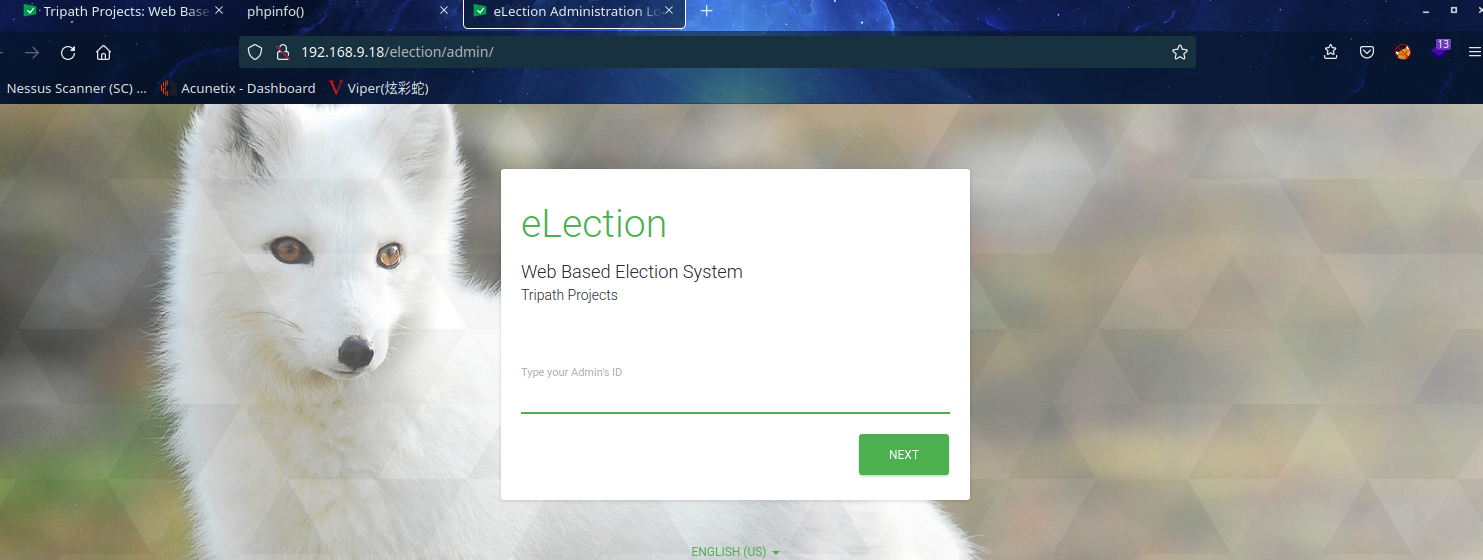 Tripath Projects: Web Base
phpinfo()
eLection Administration Lo
192.168.9.18/election/admin/
13
Nessus Scanner (SC) ...
Acunetix - Dashboard
Viper(炫彩蛇)
eLection
Web Based Election System
Tripath Projects
Type your Admin's ID
NEXT
ENGLISH (US)